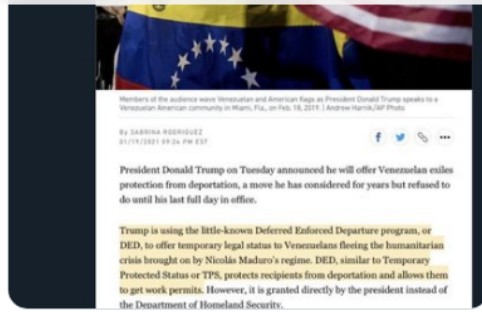 Members of the audience wave Venezuelan and American flags as President Donald Trump speaks to a
Venezuelan American community in Miami, Fla., on Feb. 18, 2019. | Andrew Harnik/AP Photo
By SABRINA RODRIGUEZ
01/19/2021 09:24 PM EST
President Donald Trump on Tuesday announced he will offer Venezuelan exiles
protection from deportation, a move he has considered for years but refused to
do until his last full day in office.
Trump is using the little-known Deferred Enforced Departure program, or
DED, to offer temporary legal status to Venezuelans fleeing the humanitarian
crisis brought on by Nicolás Maduro's regime. DED, similar to Temporary
Protected Status or TPS, protects recipients from deportation and allows them
to get work permits. However, it is granted directly by the president instead of
the Department of Homeland Security.